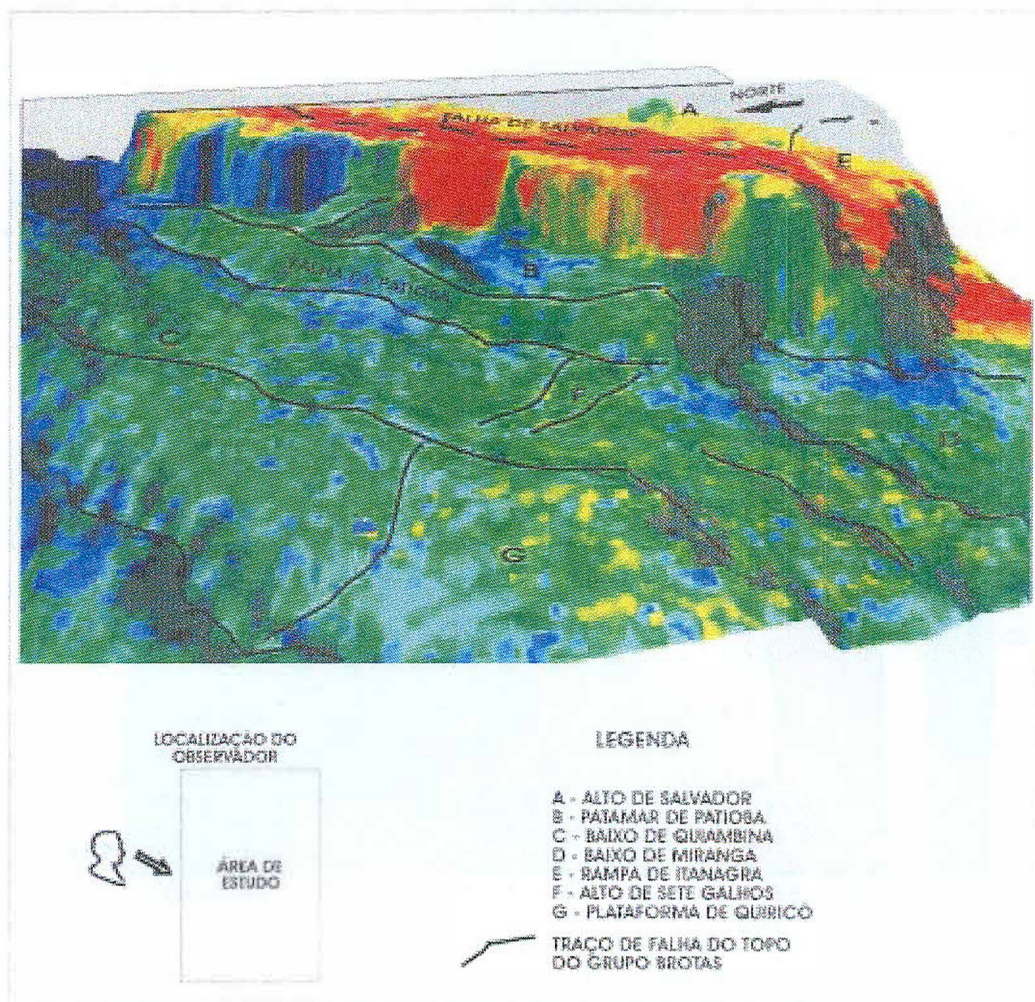 NORTE
A
FALHA DE SALVADOR
E
B
FALHA DE PATIOBA
C
F
D
G
LOCALIZAÇÃO DO
OBSERVADOR
ÁREA DE
ESTUDO
LEGENDA
A - ALTO DE SALVADOR
B - PATAMAR DE PATIOBA
C - BAIXO DE QUIAMBINA
D - BAIXO DE MIRANGA
E - RAMPA DE ITANAGRA
F - ALTO DE SETE GALHOS
G - PLATAFORMA DE QUIRICÓ
TRAÇO DE FALHA DO TOPO
DO GRUPO BROTAS